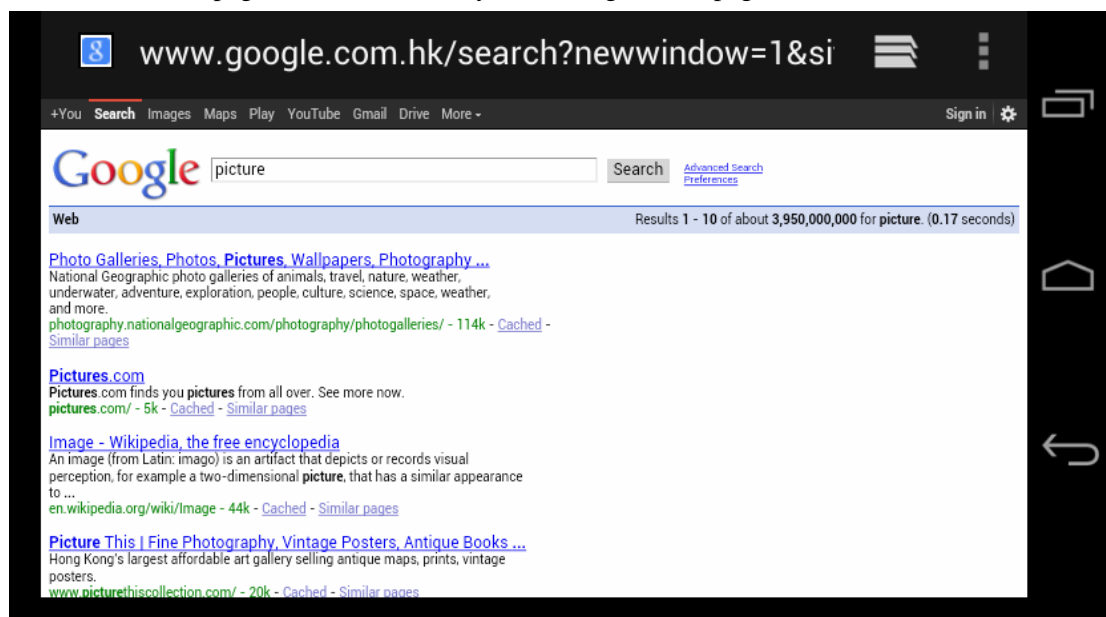 8 www.google.com.hk/search?newwindow=1&si
+You Search Images Maps Play YouTube Gmail Drive More Sign in
Google picture Search Advanced Search
Preferences
Web Results 1 - 10 of about 3,950,000,000 for picture. (0.17 seconds)
Photo Galleries, Photos, Pictures, Wallpapers, Photography ...
National Geographic photo galleries of animals, travel, nature, weather,
underwater, adventure, exploration, people, culture, science, space, weather,
and more.
photography.nationalgeographic.com/photography/photogalleries/ - 114k - Cached -
Similar pages
Pictures.com
Pictures.com finds you pictures from all over. See more now.
pictures.com/ - 5k - Cached - Similar pages
Image - Wikipedia, the free encyclopedia
An image (from Latin: imago) is an artifact that depicts or records visual
perception, for example a two-dimensional picture, that has a similar appearance
to ...
en.wikipedia.org/wiki/Image - 44k - Cached - Similar pages
Picture This | Fine Photography, Vintage Posters, Antique Books ...
Hong Kong's largest affordable art gallery selling antique maps, prints, vintage
posters.
www.picturethiscollection.com/ - 20k - Cached - Similar pages